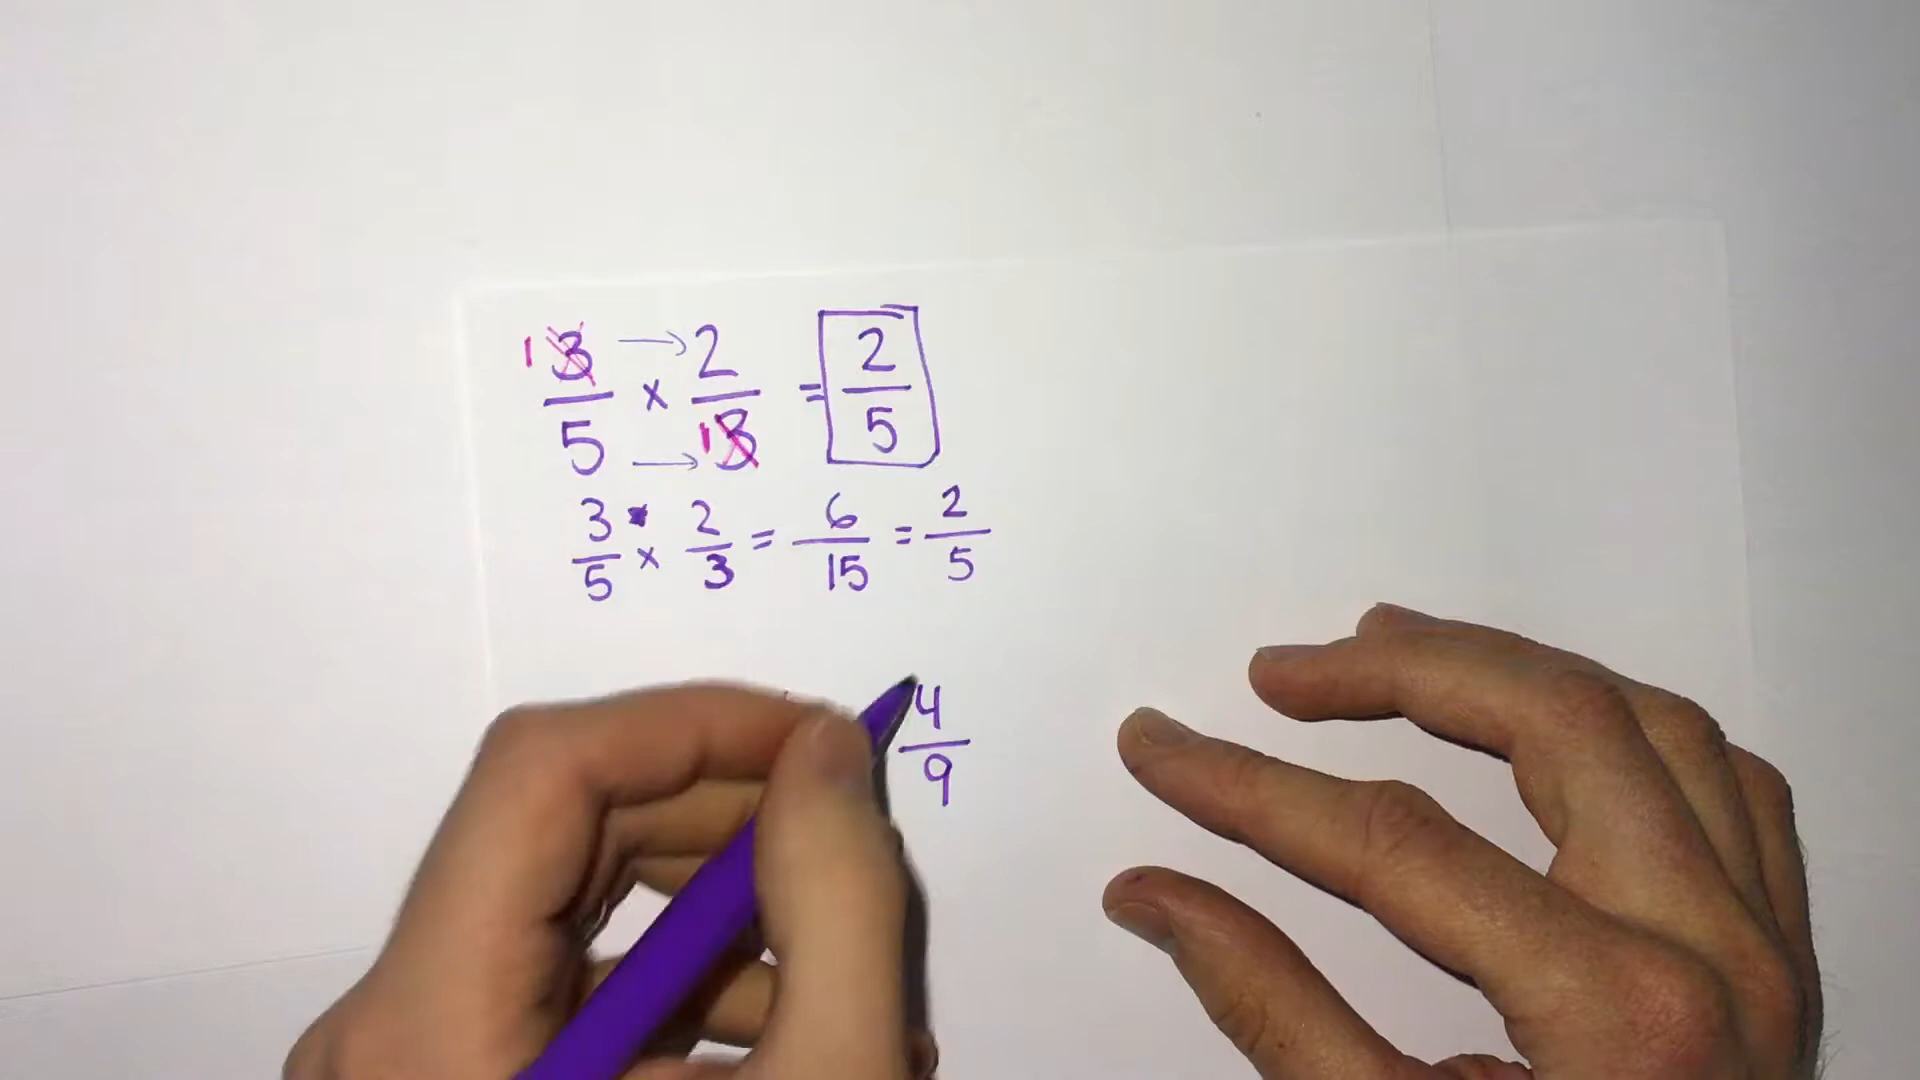 1 3/5 × 2/3 1 = 2/5
3/5 × 2/3 = 6/15 = 2/5
4/9